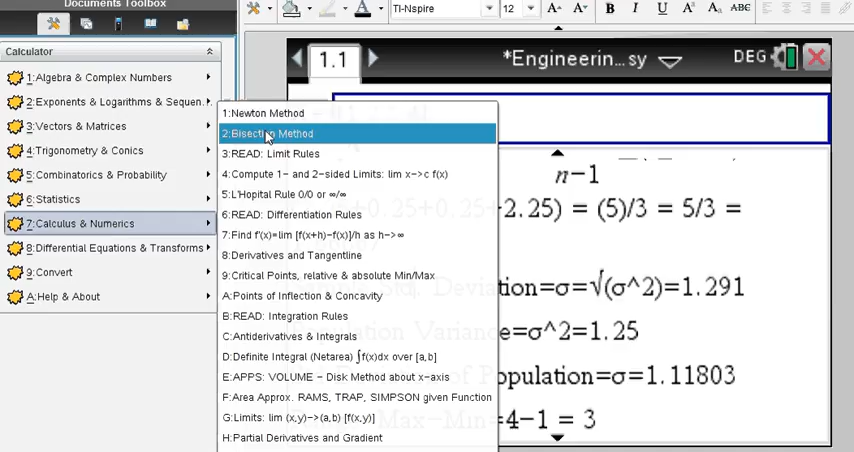 Documents Toolbox
TI-Nspire
12
B I U
ABC
Calculator
1:Algebra & Complex Numbers
2:Exponents & Logarithms & Sequen..
3:Vectors & Matrices
4:Trigonometry & Conics
5:Combinatorics & Probability
6:Statistics
7:Calculus & Numerics
8:Differential Equations & Transforms
9:Convert
A:Help & About
1:Newton Method
2:Bisection Method
3:READ: Limit Rules
4:Compute 1- and 2-sided Limits: lim x->c f(x)
5:L'Hopital Rule 0/0 or ∞/∞
6:READ: Differentiation Rules
7:Find f'(x)=lim [f(x+h)-f(x)]/h as h->∞
8:Derivatives and Tangentline
9:Critical Points, relative & absolute Min/Max
A:Points of Inflection & Concavity
B:READ: Integration Rules
C:Antiderivatives & Integrals
D:Definite Integral (Netarea) ∫f(x)dx over [a,b]
E:APPS: VOLUME - Disk Method about x-axis
F:Area Approx. RAMS, TRAP, SIMPSON given Function
G:Limits: lim (x,y)->(a,b) [f(x,y)]
H:Partial Derivatives and Gradient
1.1
*Engineerin...sy
DEG
n-1
2.25) = (5)/3 = 5/3 =
Deviation=σ=√(σ^2)=1.291
Population Variance=σ^2=1.25
of Population=σ=1.11803
Max-Min=4-1 = 3